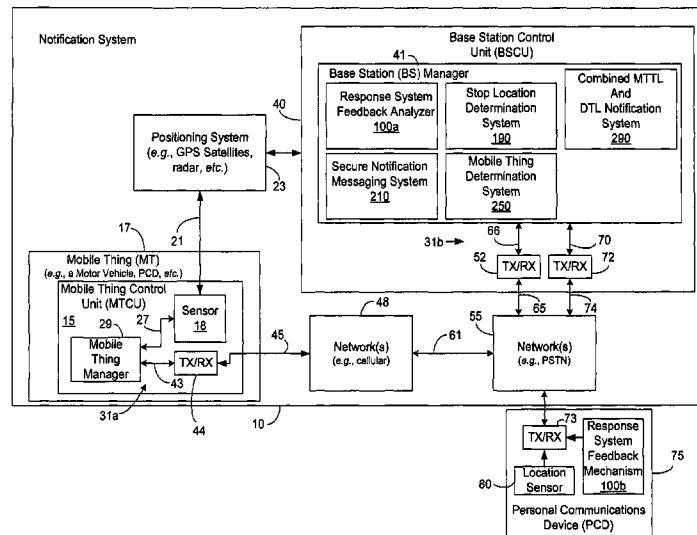 Notification System
Base Station Control
Unit (BSCU)
41
Base Station (BS) Manager
40
Response System
Feedback Analyzer
100a
Stop Location
Determination
System
190
Combined MTTL
And
DTL Notification
System
290
Positioning System
(e.g., GPS Satellites,
radar, etc.)
23
Secure Notification
Messaging System
210
Mobile Thing
Determination
System
250
21
66
31b
70
17
Mobile Thing (MT)
(e.g., a Motor Vehicle, PCD, etc.)
52
TX/RX
TX/RX
72
Mobile Thing Control
Unit (MTCU)
15
29
27
Sensor
18
48
55
65
74
Mobile
Thing
Manager
43
TX/RX
45
Network(s)
(e.g., cellular)
61
Network(s)
(e.g., PSTN)
31a
44
10
73
TX/RX
Response
System
Feedback
Mechanism
100b
75
80
Location
Sensor
Personal Communications
Device (PCD)